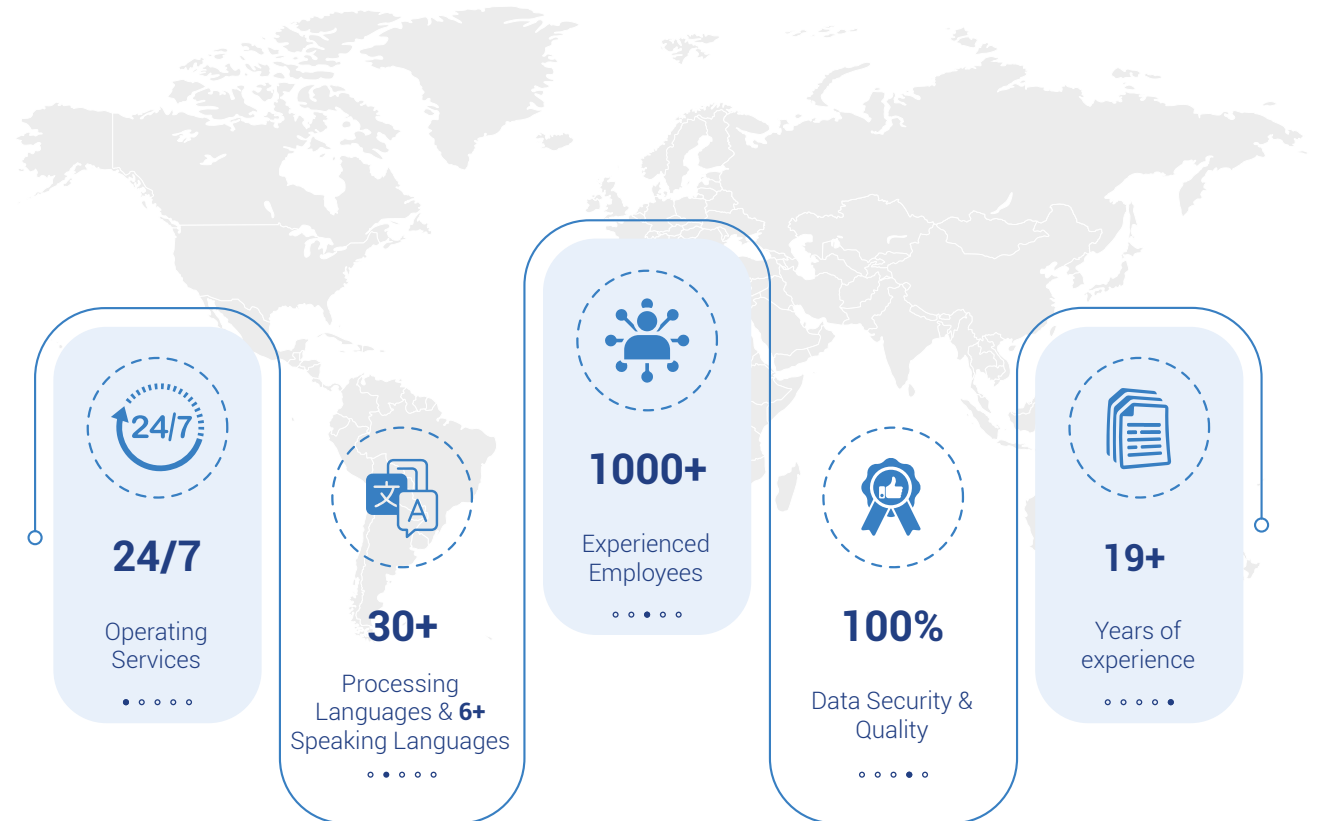 24/7
24/7
Operating
Services
文
A
30+
Processing
Languages & 6+
Speaking Languages
1000+
Experienced
Employees
100%
Data Security &
Quality
19+
Years of
experience